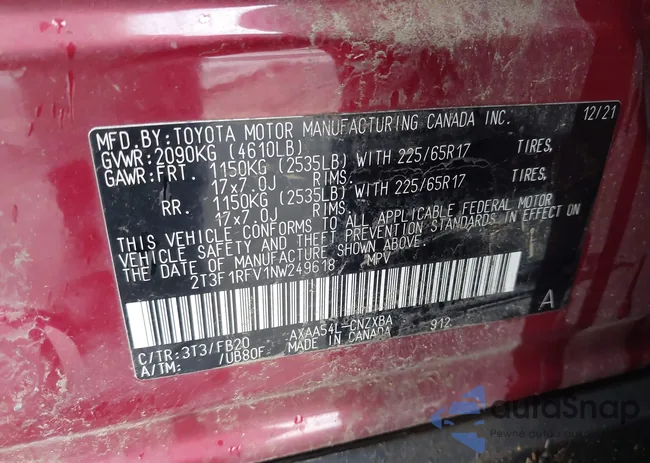 MFD.BY:TOYOTA MOTOR MANUFACTURING CANADA INC. 12/21
GVWR:2090KG (4610LB)
GAWR:FRT. 1150KG (2535LB) WITH 225/65R17 TIRES,
17x7.0J RIMS:
RR. 1150KG (2535LB) WITH 225/65R17 TIRES,
17x7.0J RIMS:
THIS VEHICLE CONFORMS TO ALL APPLICABLE FEDERAL MOTOR
VEHICLE SAFETY AND THEFT PREVENTION STANDARDS IN EFFECT ON
THE DATE OF MANUFACTURE SHOWN ABOVE.
2T3F1RFV1NW249618 MPV
A
C/TR:3T3/FB20 AXAA54L-CNZXBA 912
A/TM: /UB80F MADE IN CANADA
autoSnap
Pewne auto z